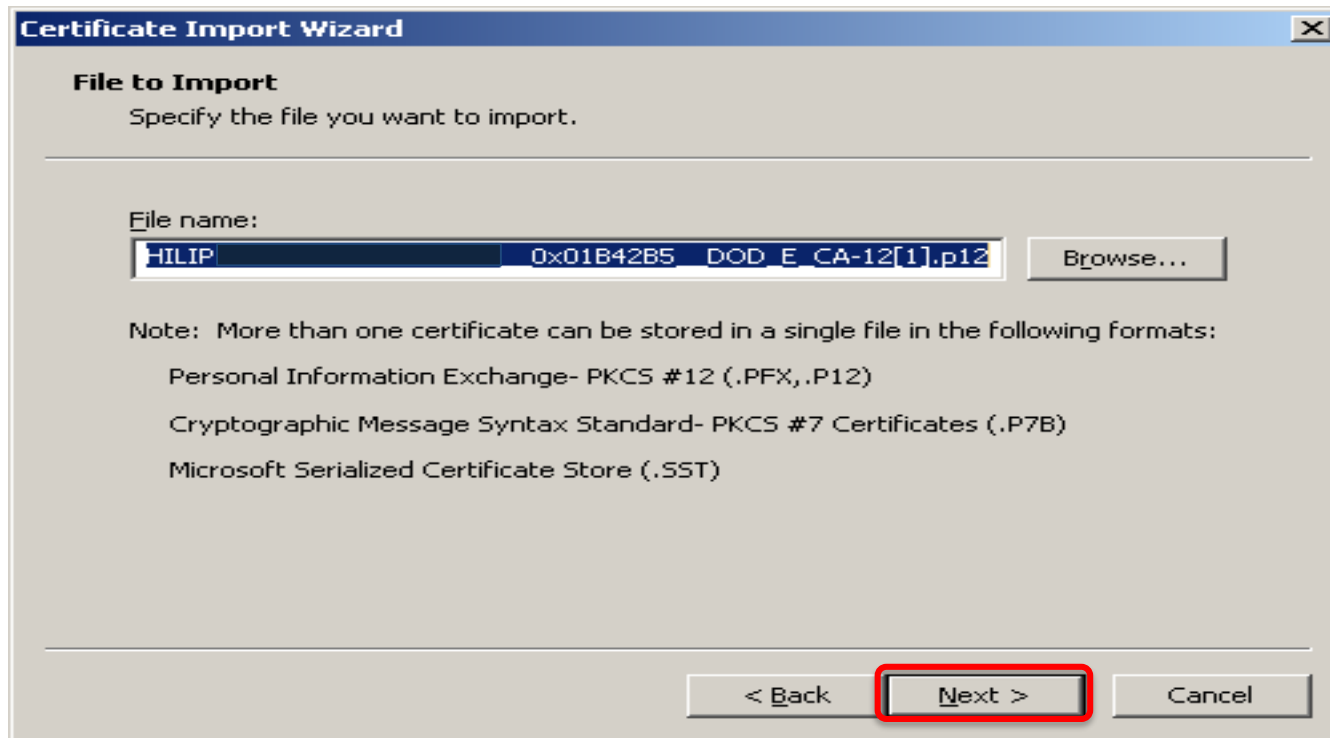 Certificate Import Wizard
File to Import
Specify the file you want to import.
File name:
HILIP __0x01B42B5__DOD_E_CA-12[1].p12
Browse...
Note: More than one certificate can be stored in a single file in the following formats:
Personal Information Exchange- PKCS #12 (.PFX,.P12)
Cryptographic Message Syntax Standard- PKCS #7 Certificates (.P7B)
Microsoft Serialized Certificate Store (.SST)
< Back
Next >
Cancel